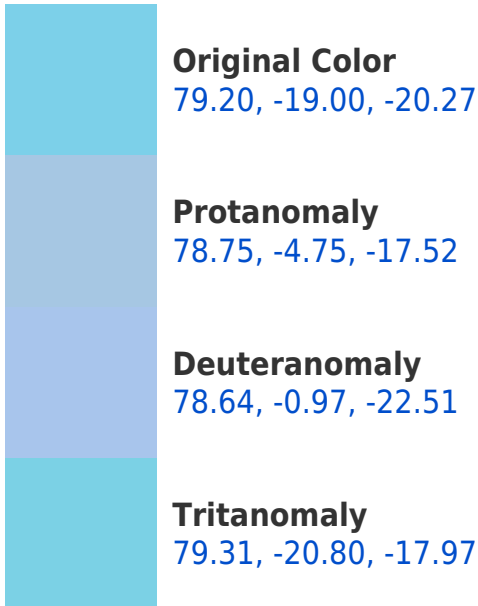 Original Color
79.20, -19.00, -20.27
Protanomaly
78.75, -4.75, -17.52
Deuteranomaly
78.64, -0.97, -22.51
Tritanomaly
79.31, -20.80, -17.97